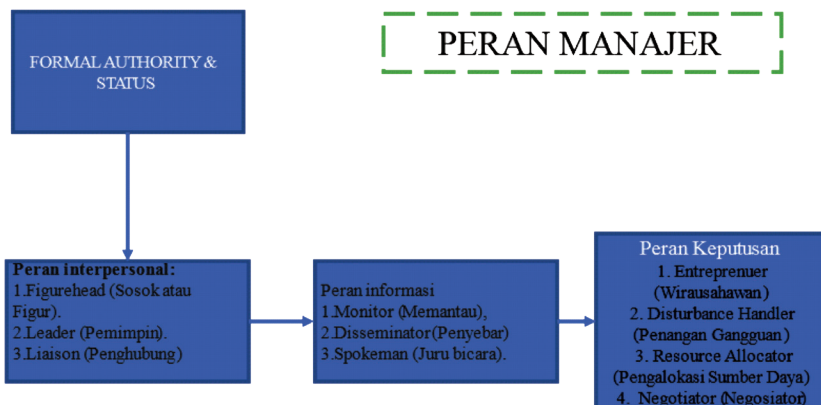 FORMAL AUTHORITY &
STATUS
PERAN MANAJER
Peran interpersonal:
1.Figurehead (Sosok atau
Figur).
2.Leader (Pemimpin).
3.Liaison (Penghubung)
Peran informasi
1.Monitor (Memantau),
2.Disseminator(Penyebar)
3.Spokeman (Juru bicara).
Peran Keputusan
1. Entreprenuer
(Wirausahawan)
2. Disturbance Handler
(Penangan Gangguan)
3. Resource Allocator
(Pengalokasi Sumber Daya)
4. Negotiator (Negosiator)